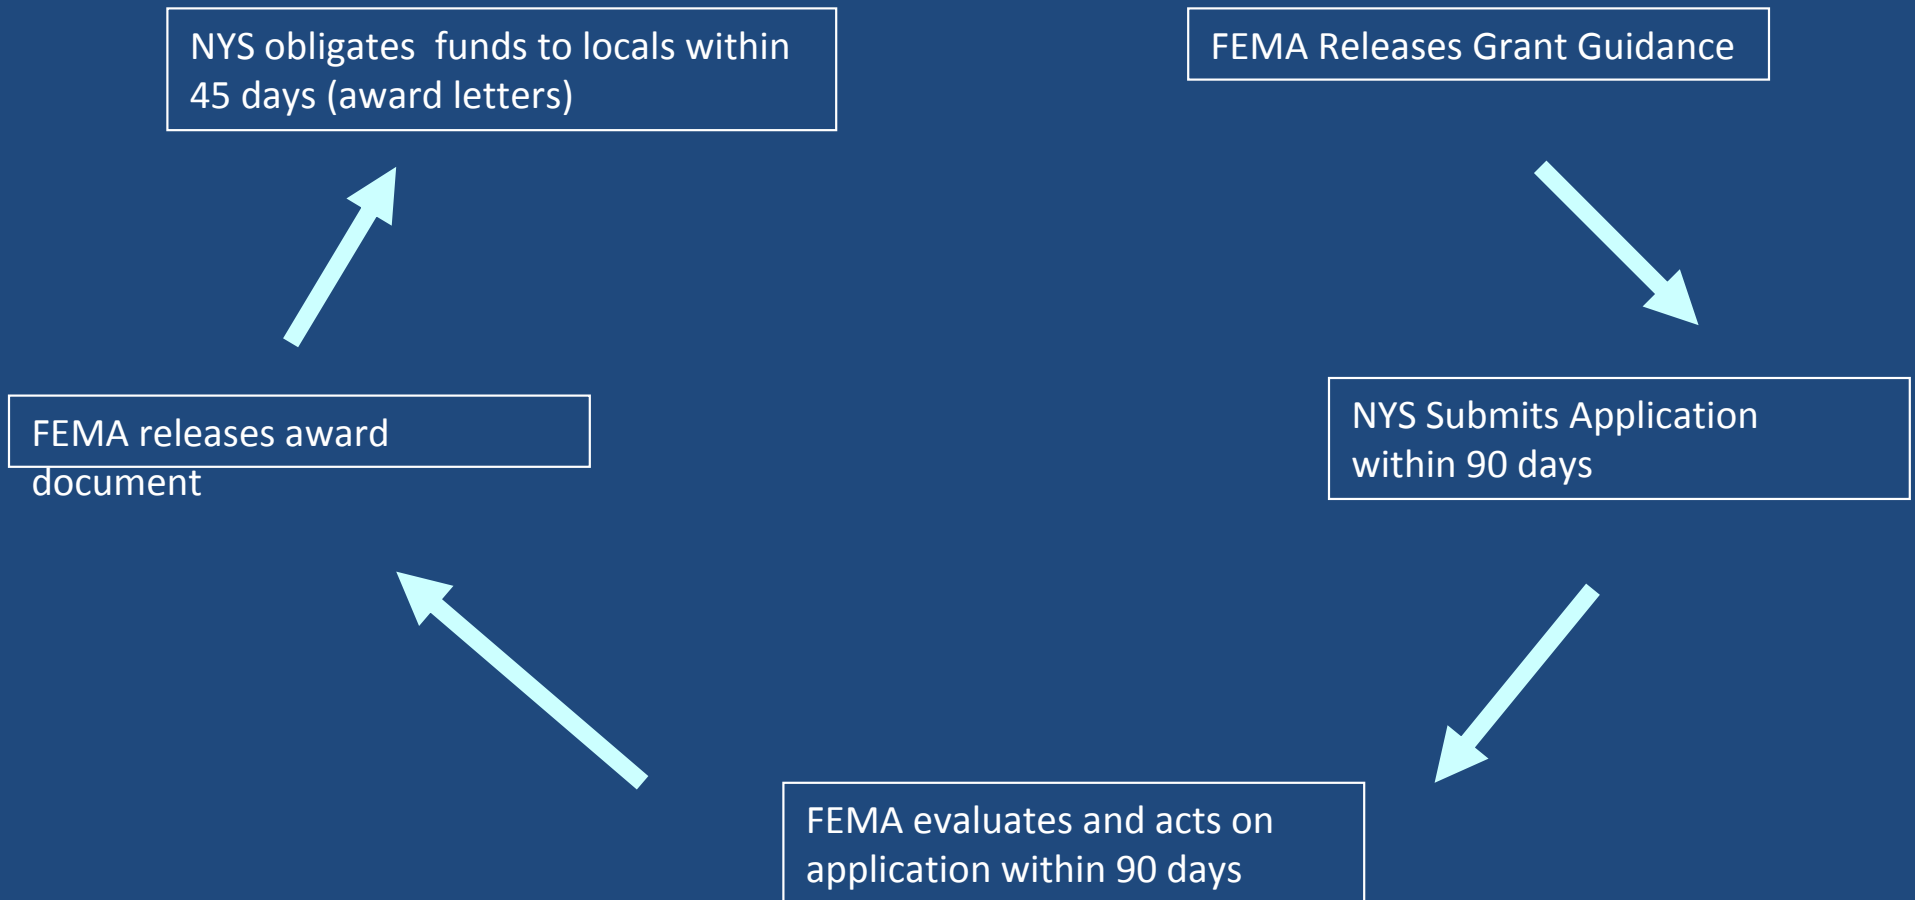 NYS obligates  funds to locals within
45 days (award letters)
FEMA Releases Grant Guidance
FEMA releases award
document
NYS Submits Application
within 90 days
FEMA evaluates and acts on
application within 90 days